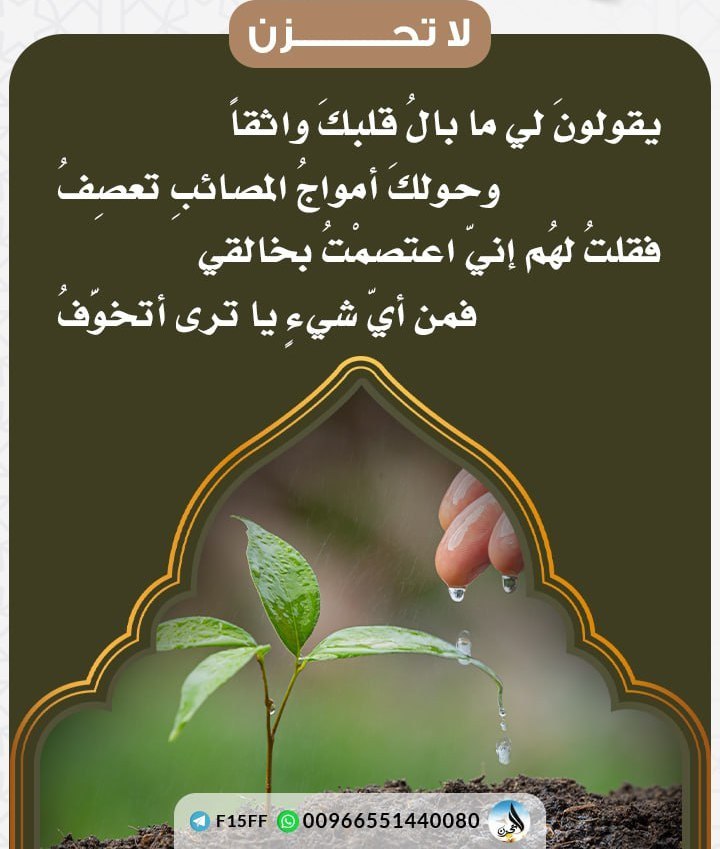 لا تحـــــزن
يقولونَ لي ما بالُ قلبكَ واثقاً
وحولكَ أمواجُ المصائبِ تعصِفُ
فقلتُ لهُم إنيّ اعتصمْتُ بخالقي
فمن أيّ شيءٍ يا ترى أتخوّفُ
F15FF 00966551440080